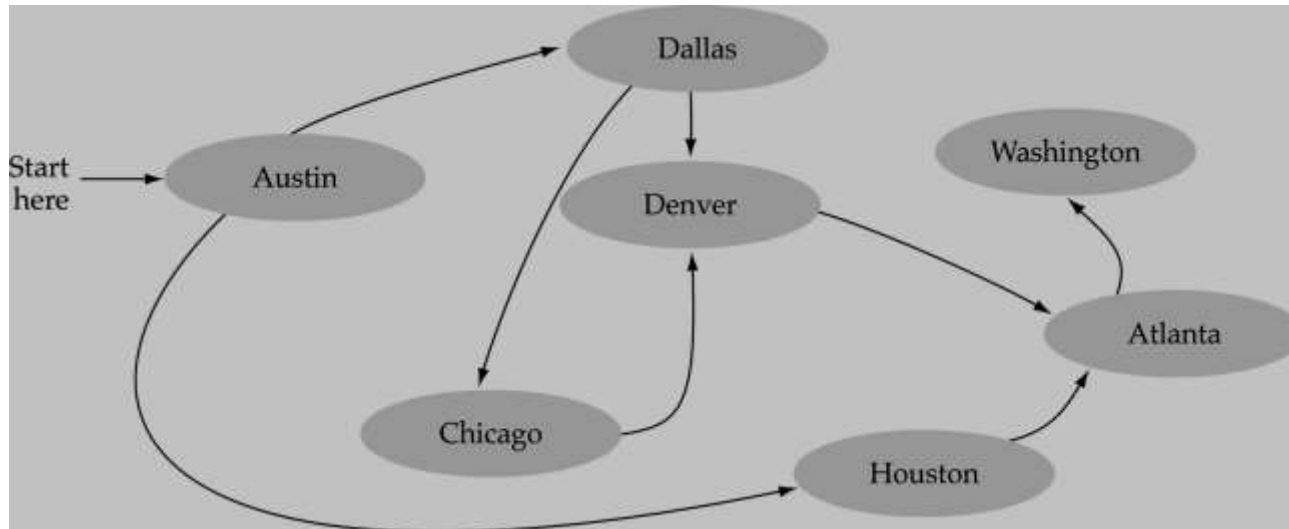 Dallas
Washington
Start
here
Austin
Denver
Atlanta
Chicago
Houston